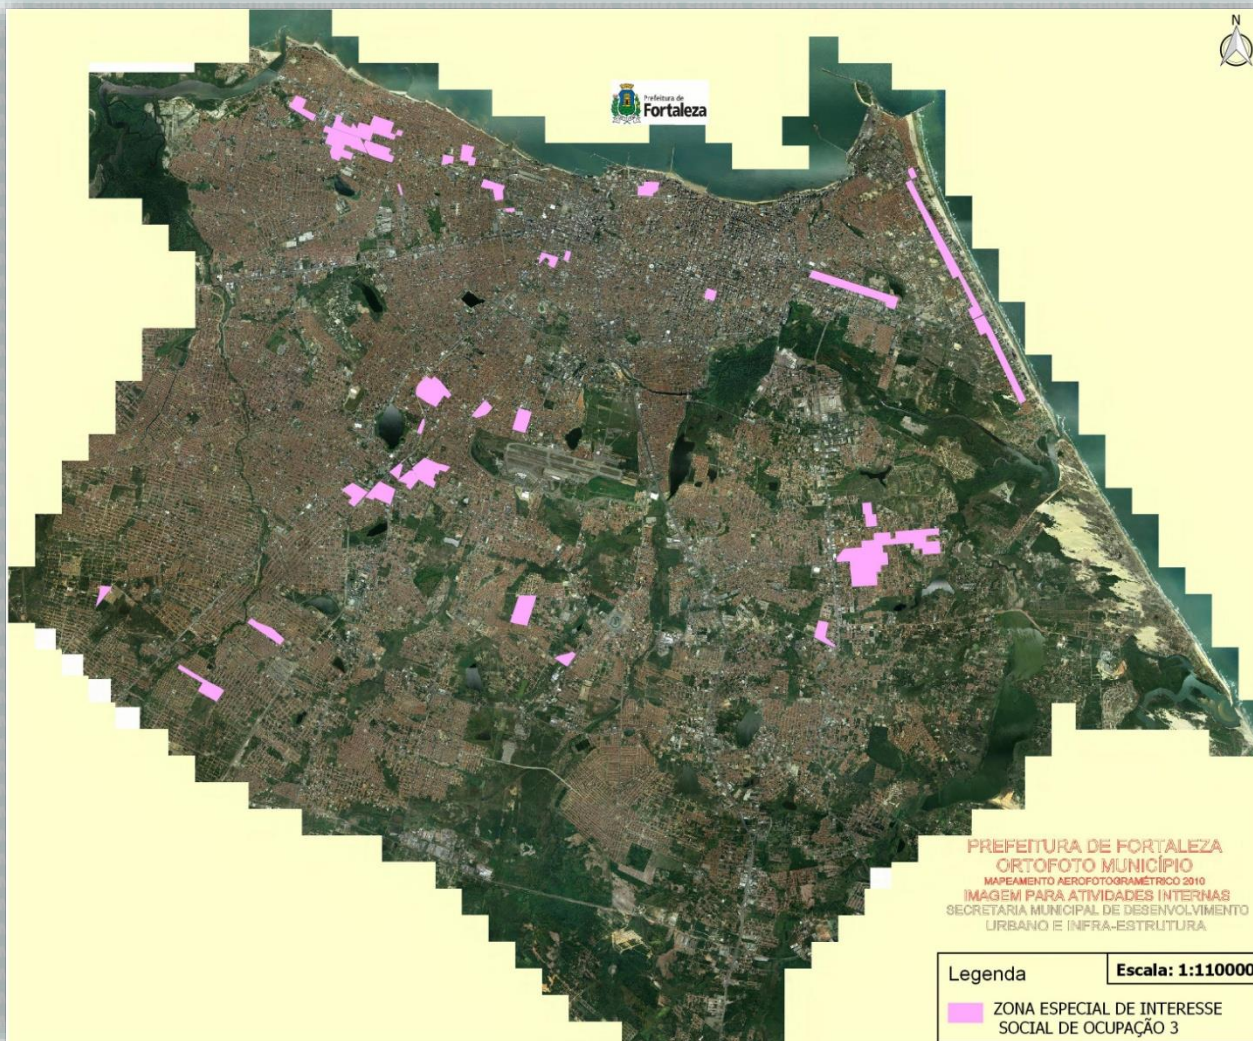 N
Prefeitura de
Fortaleza
PREFEITURA DE FORTALEZA
ORTOFOTO MUNICÍPIO
MAPEAMENTO AEROFOTOGRAMÉTRICO 2010
IMAGEM PARA ATIVIDADES INTERNAS
SECRETARIA MUNICIPAL DE DESENVOLVIMENTO
URBANO E INFRA-ESTRUTURA
Legenda
Escala: 1:110000
ZONA ESPECIAL DE INTERESSE
SOCIAL DE OCUPAÇÃO 3